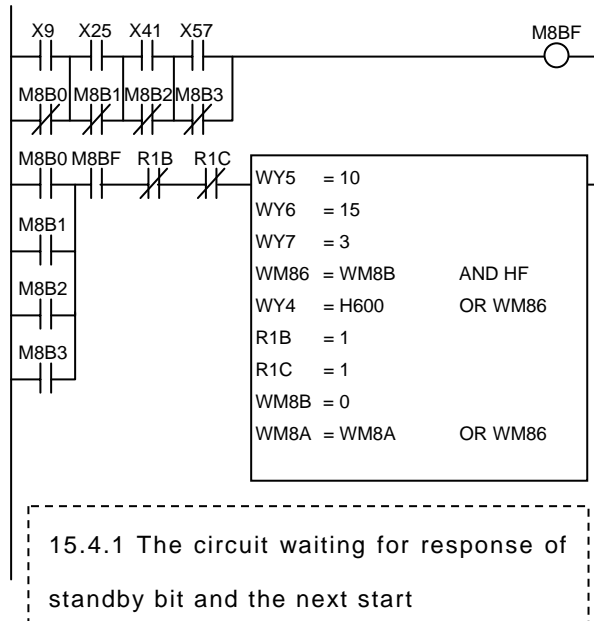 X9 X25 X41 X57 M8BF
M8B0 M8B1 M8B2 M8B3
M8B0 M8BF R1B R1C
M8B1
M8B2
M8B3
WY5 = 10
WY6 = 15
WY7 = 3
WM86 = WM8B AND HF
WY4 = H600 OR WM86
R1B = 1
R1C = 1
WM8B = 0
WM8A = WM8A OR WM86
15.4.1 The circuit waiting for response of
standby bit and the next start